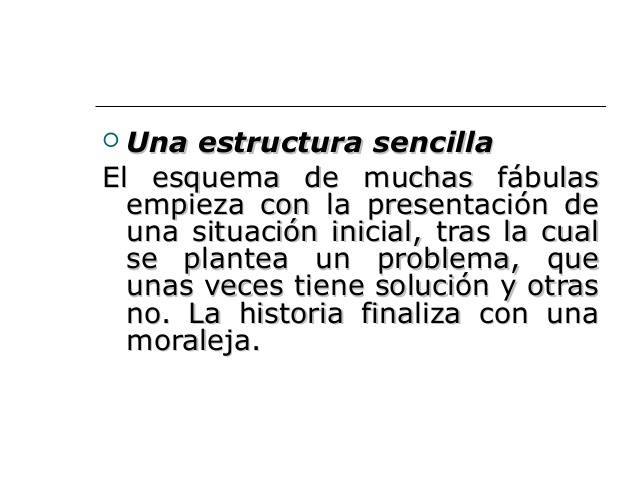 Una estructura sencilla
El esquema de muchas fábulas
empieza con la presentación de
una situación inicial, tras la cual
se plantea un problema, que
unas veces tiene solución y otras
no. La historia finaliza con una
moraleja.